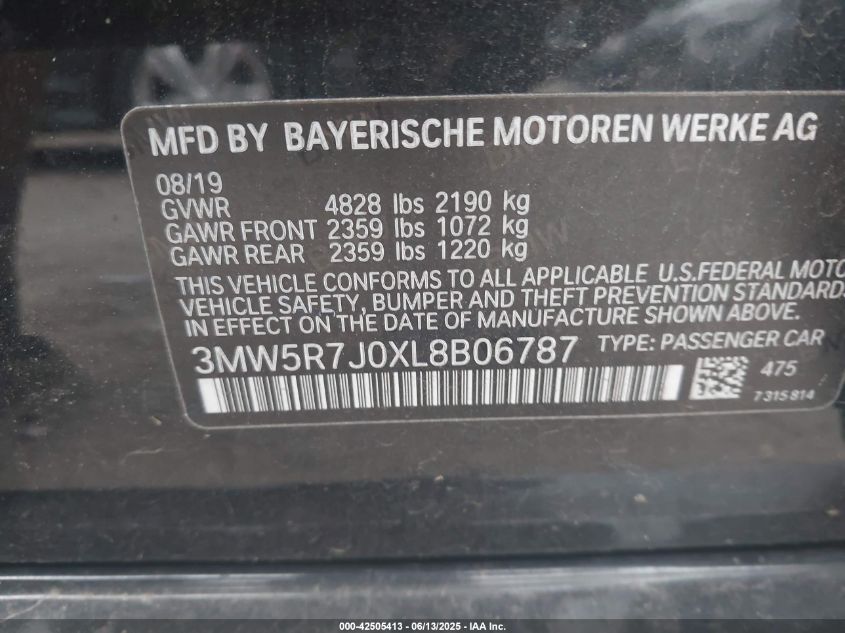 MFD BY BAYERISCHE MOTOREN WERKE AG
08/19
GVWR 4828 lbs 2190 kg
GAWR FRONT 2359 lbs 1072 kg
GAWR REAR 2359 lbs 1220 kg
THIS VEHICLE CONFORMS TO ALL APPLICABLE U.S.FEDERAL MOTO
VEHICLE SAFETY, BUMPER AND THEFT PREVENTION STANDARDS
IN EFFECT ON THE DATE OF MANUFACTURE SHOWN ABOVE.
3MW5R7J0XL8B06787 TYPE: PASSENGER CAR
475
7315814
000-42505413 - 06/13/2025 - IAA Inc.